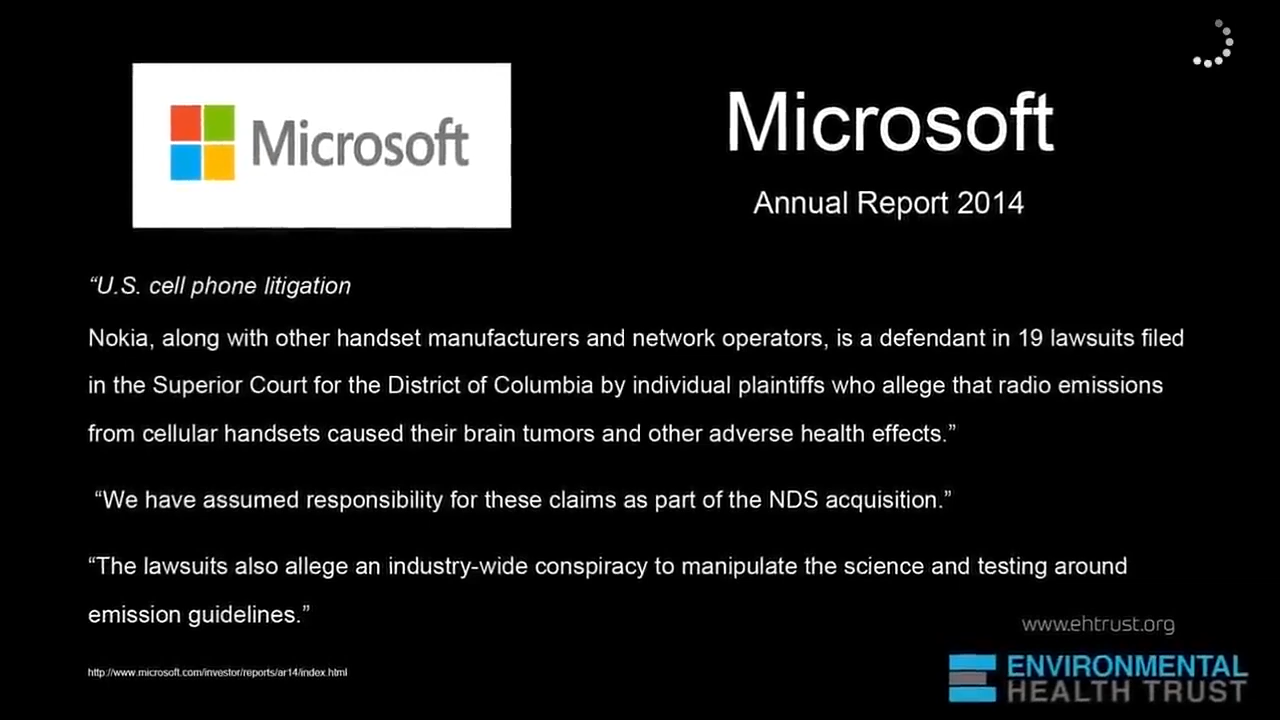 Microsoft
Microsoft
Annual Report 2014
“U.S. cell phone litigation
Nokia, along with other handset manufacturers and network operators, is a defendant in 19 lawsuits filed
in the Superior Court for the District of Columbia by individual plaintiffs who allege that radio emissions
from cellular handsets caused their brain tumors and other adverse health effects.”
“We have assumed responsibility for these claims as part of the NDS acquisition.”
“The lawsuits also allege an industry-wide conspiracy to manipulate the science and testing around
emission guidelines.”
www.ehtrust.org
http://www.microsoft.com/investor/reports/ar14/index.html
ENVIRONMENTAL
HEALTH TRUST